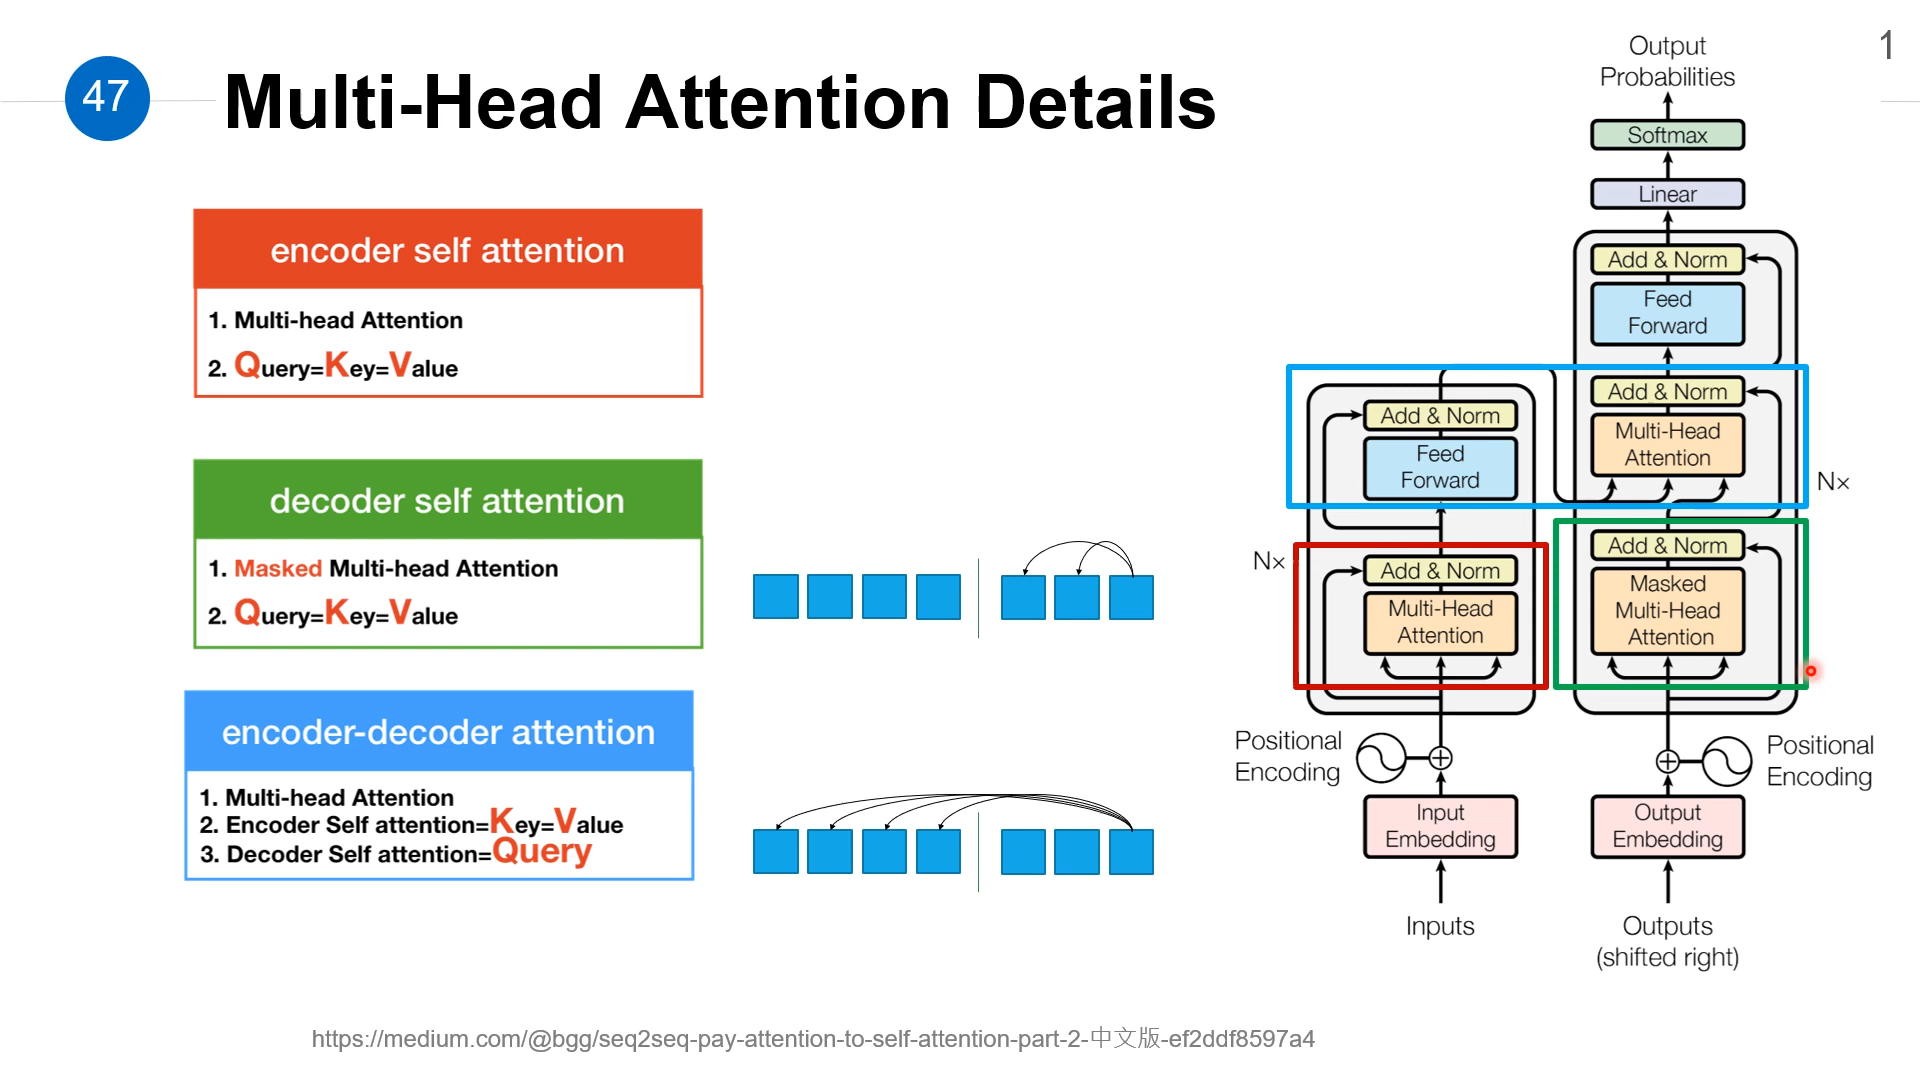 47
Multi-Head Attention Details
1
encoder self attention
1. Multi-head Attention
2. Query=Key=Value
decoder self attention
1. Masked Multi-head Attention
2. Query=Key=Value
encoder-decoder attention
1. Multi-head Attention
2. Encoder Self attention=Key=Value
3. Decoder Self attention=Query
Output
Probabilities
Softmax
Linear
Add & Norm
Feed
Forward
Add & Norm
Multi-Head
Attention
N×
Add & Norm
Masked
Multi-Head
Attention
Positional
Encoding
Output
Embedding
Outputs
(shifted right)
Add & Norm
Feed
Forward
N×
Add & Norm
Multi-Head
Attention
Positional
Encoding
Input
Embedding
Inputs
https://medium.com/@bgg/seq2seq-pay-attention-to-self-attention-part-2-中文版-ef2ddf8597a4